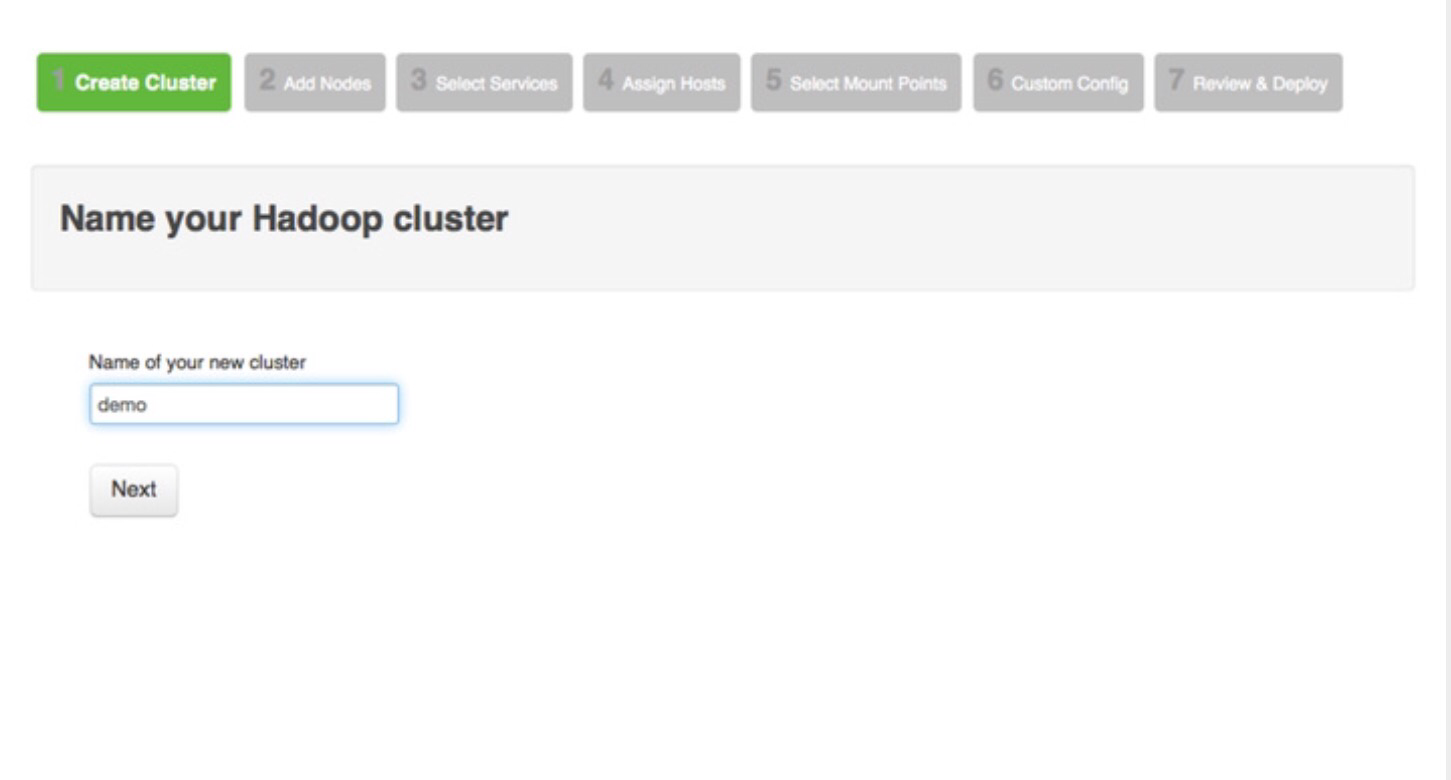 1 Create Cluster 2 Add Nodes 3 Select Services 4 Assign Hosts 5 Select Mount Points 6 Custom Config 7 Review & Deploy
Name your Hadoop cluster
Name of your new cluster
demo
Next